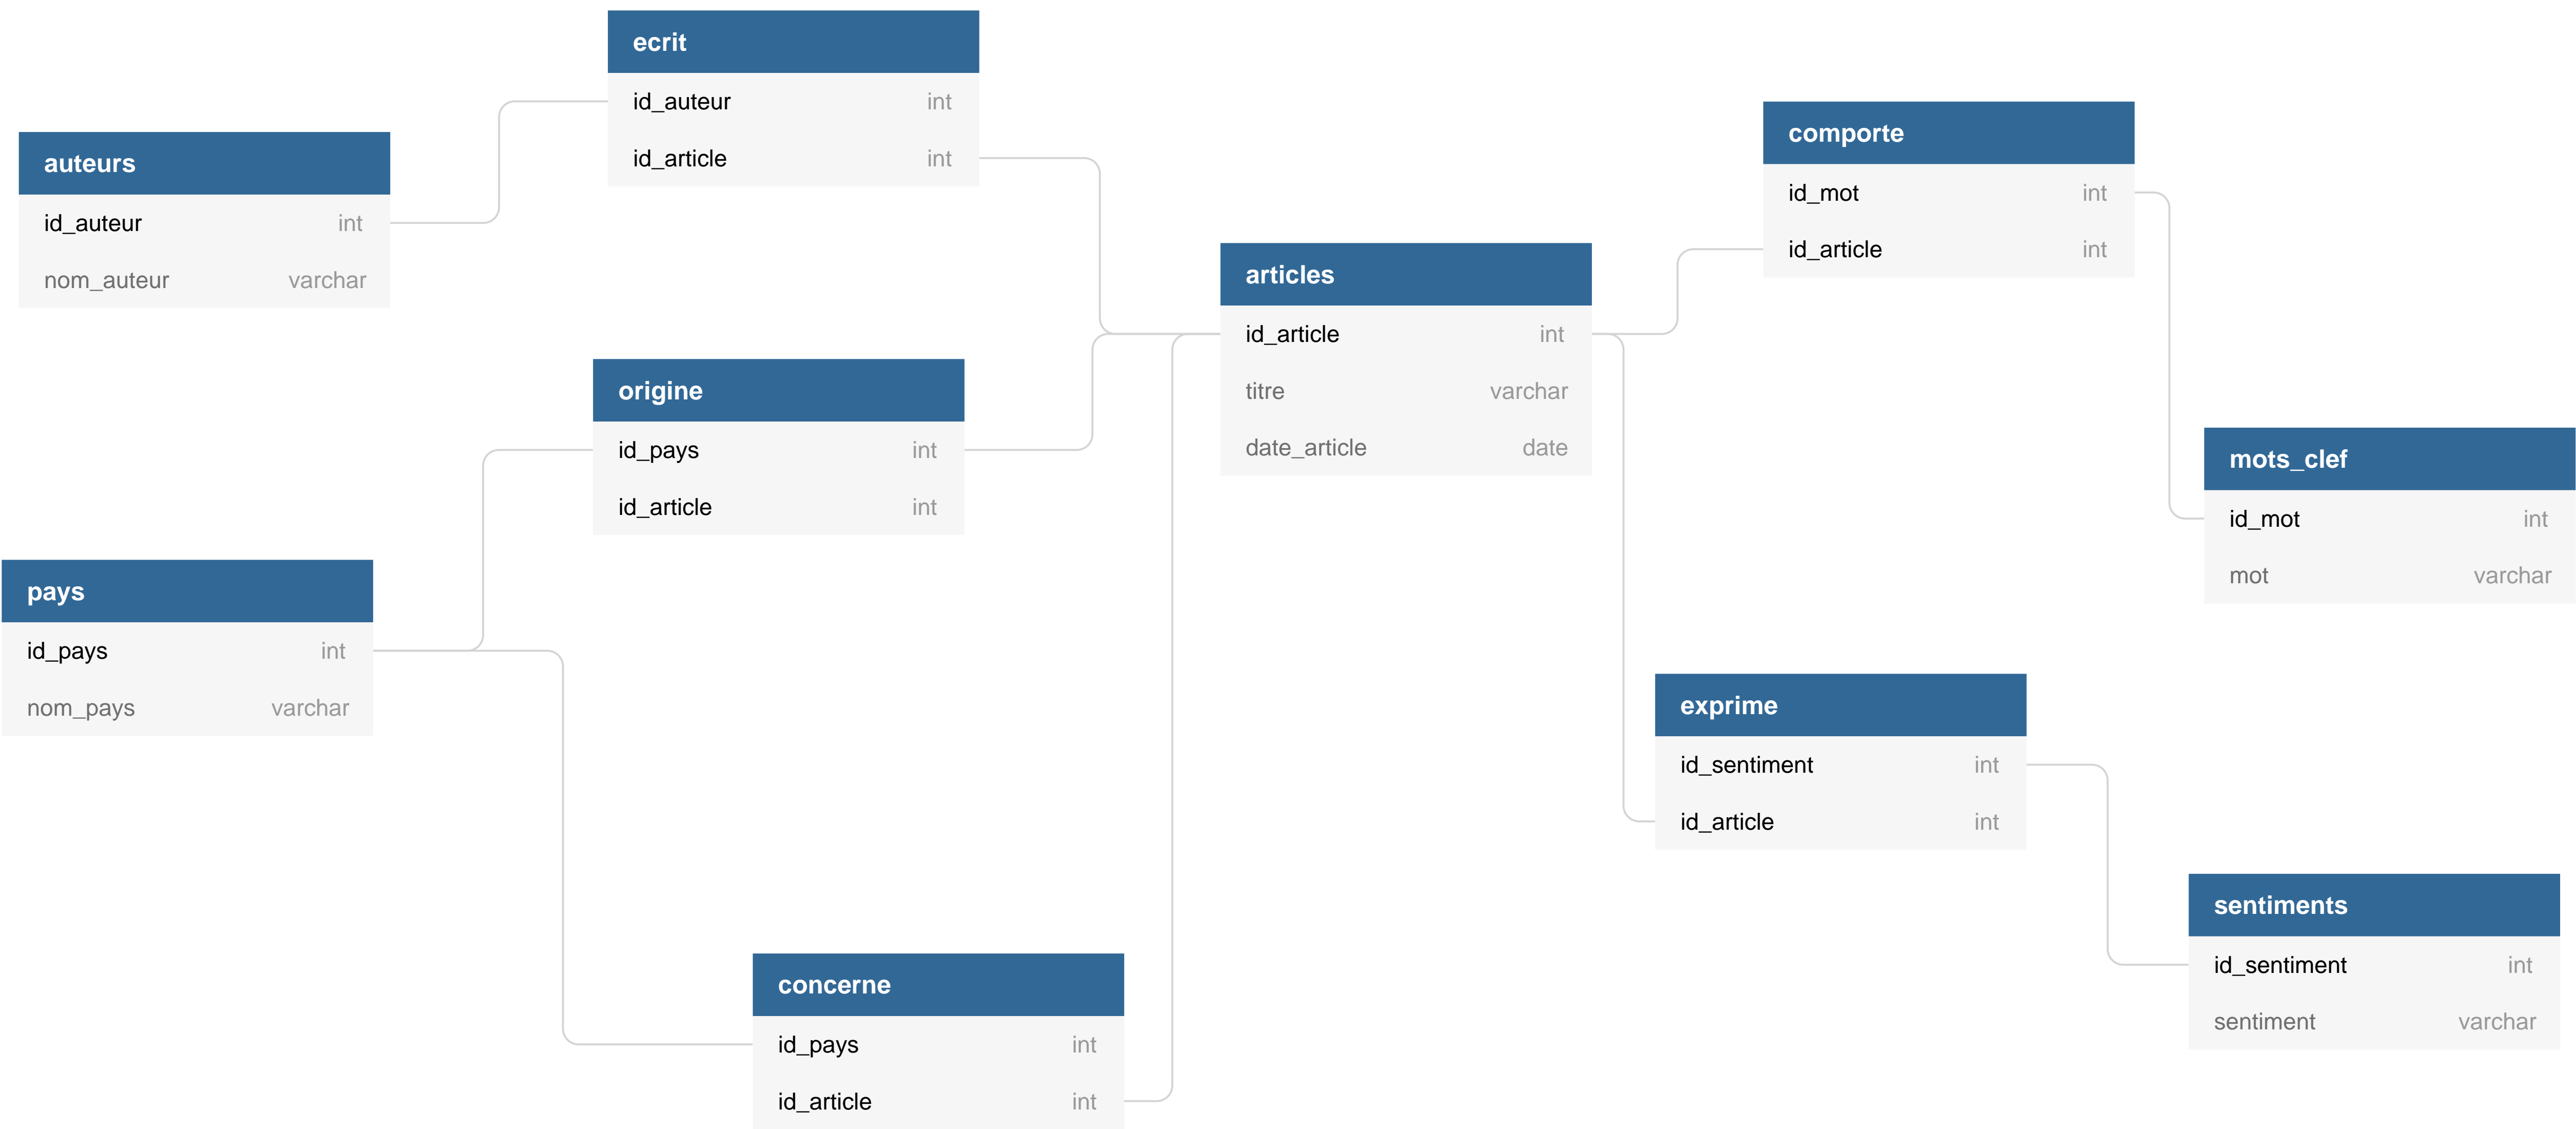 ecrit
id_auteur int
id_article int
auteurs
id_auteur int
nom_auteur varchar
comporte
id_mot int
id_article int
articles
id_article int
titre varchar
date_article date
origine
id_pays int
id_article int
mots_clef
id_mot int
mot varchar
pays
id_pays int
nom_pays varchar
exprime
id_sentiment int
id_article int
sentiments
id_sentiment int
sentiment varchar
concerne
id_pays int
id_article int